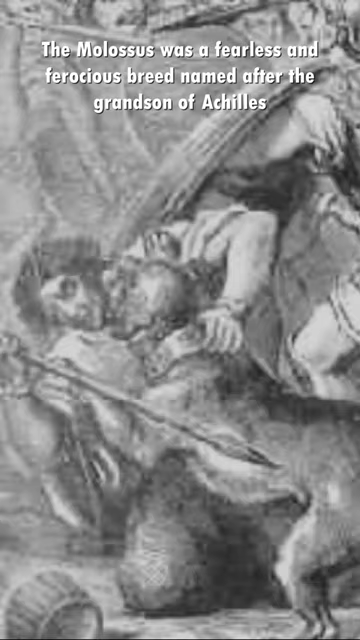 The Molossus was a fearless and
ferocious breed named after the
grandson of Achilles